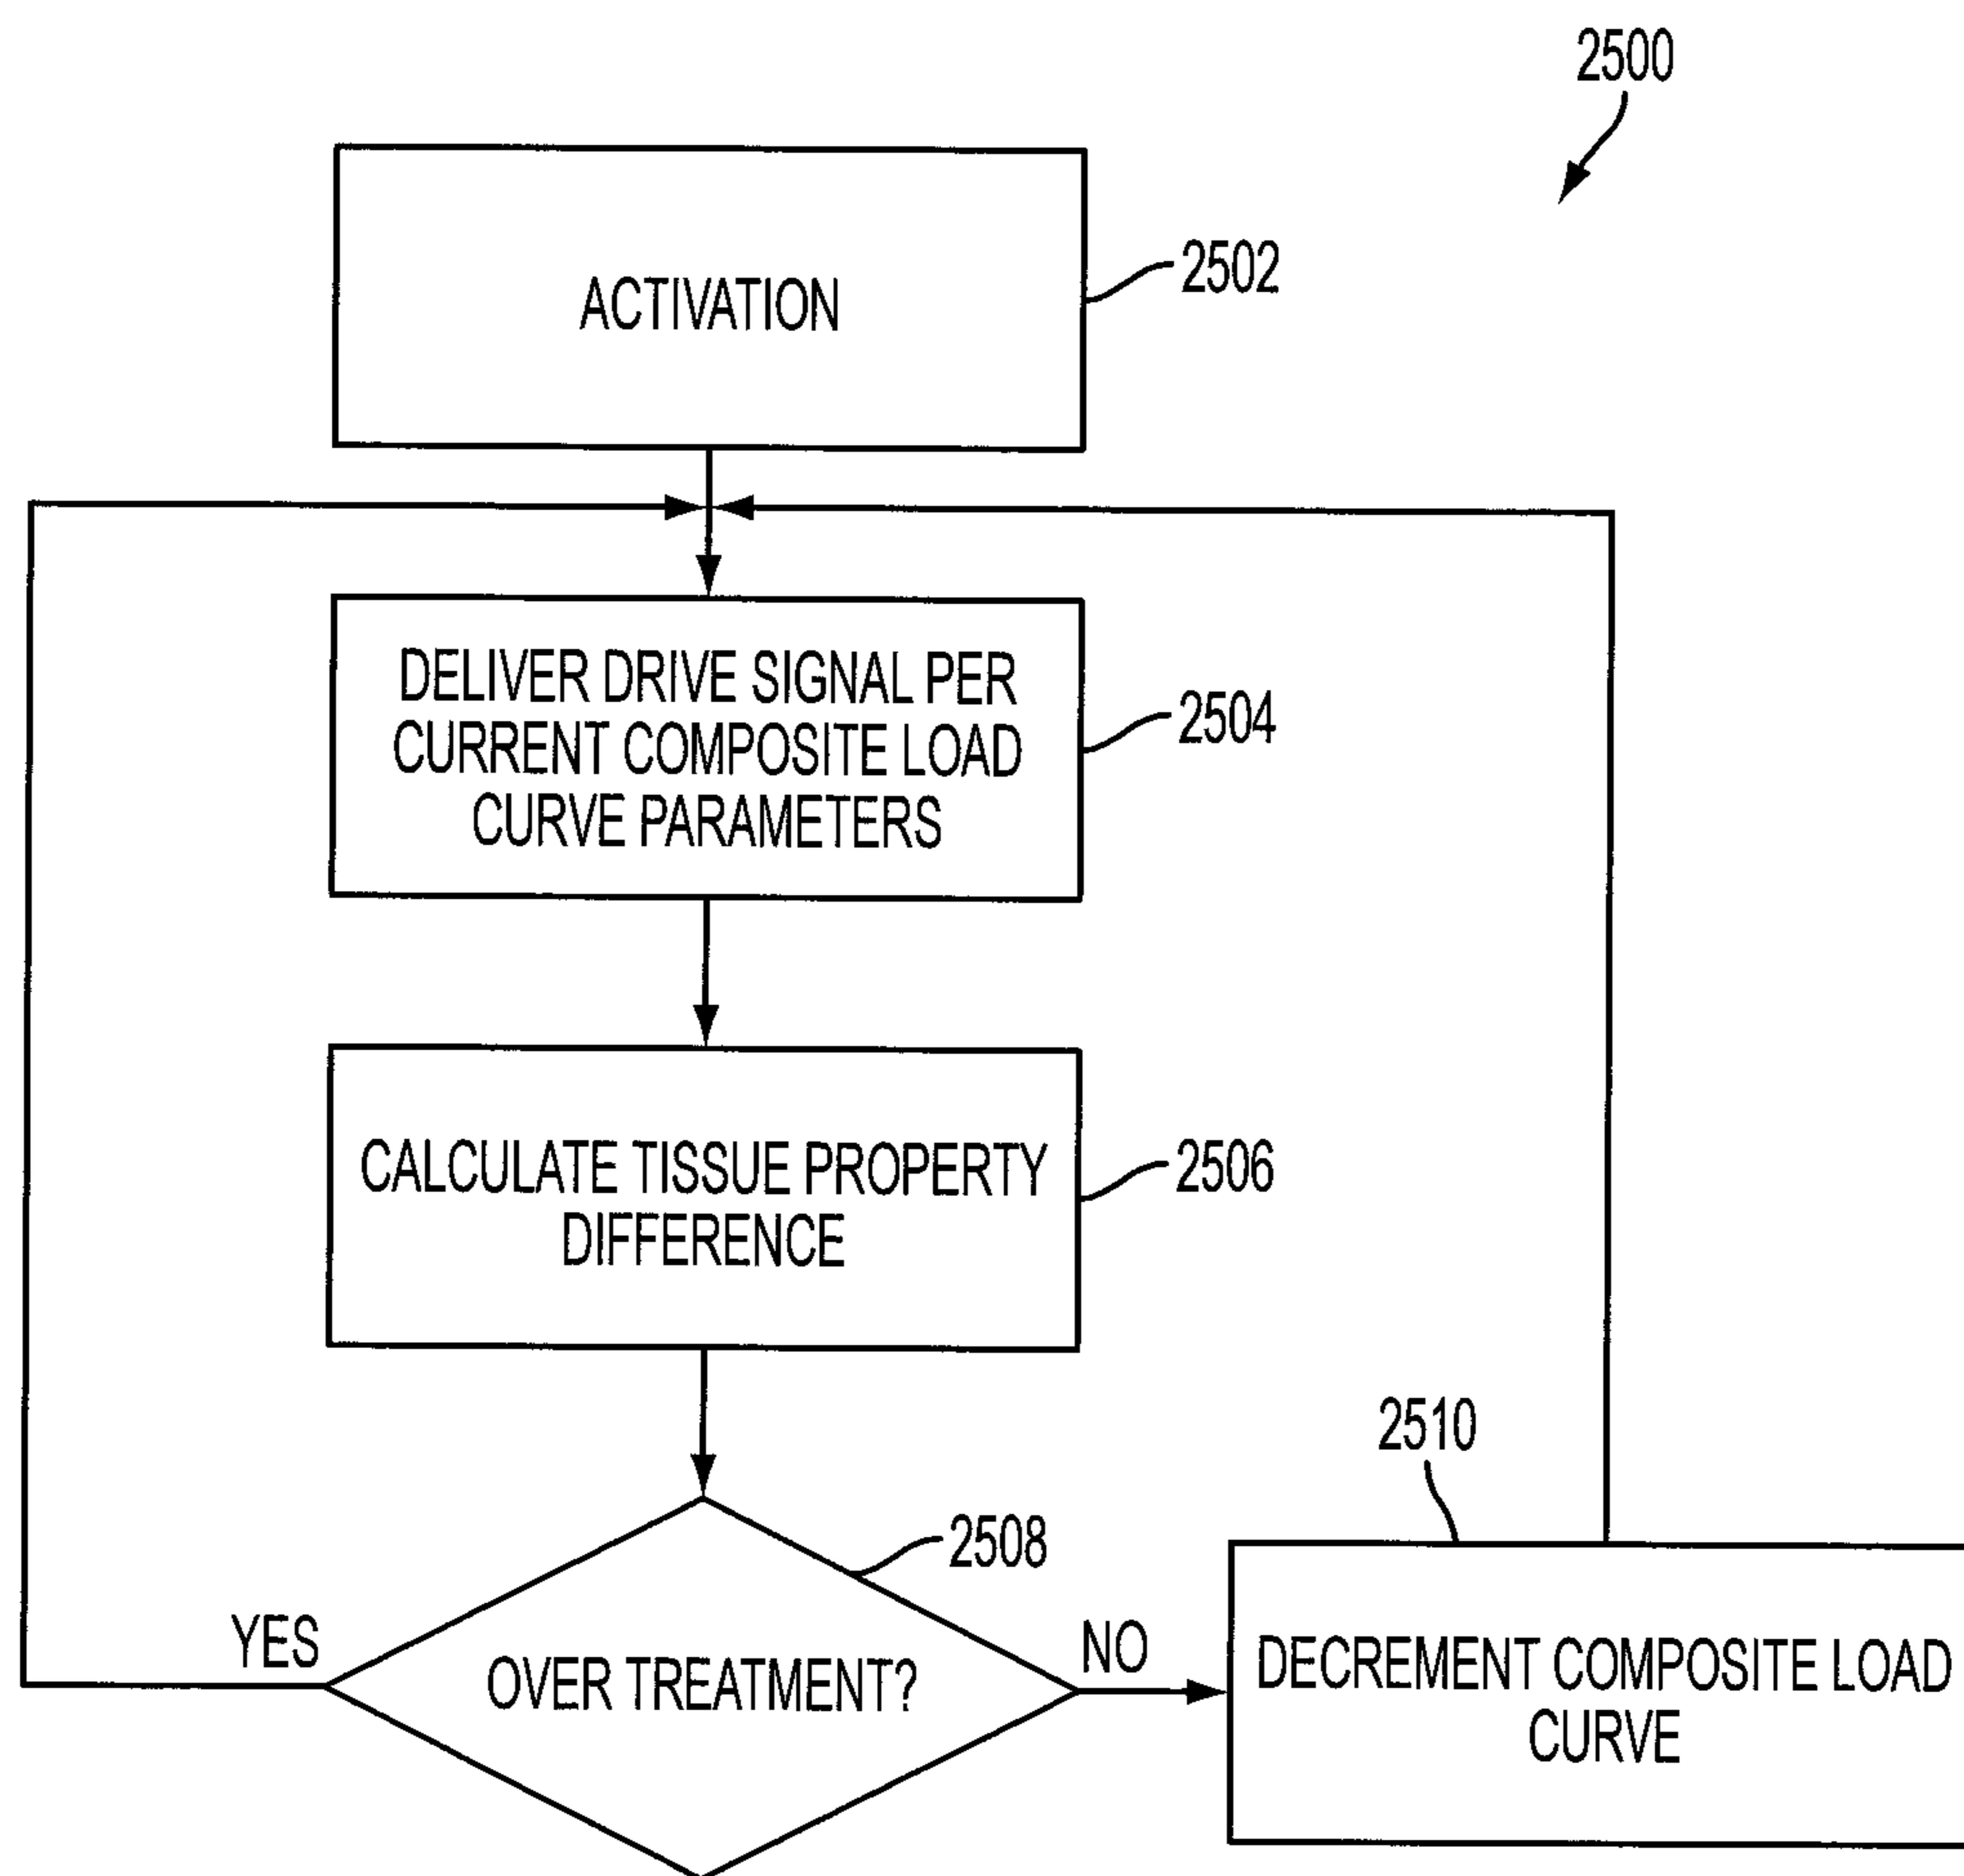 2500
ACTIVATION
2502
DELIVER DRIVE SIGNAL PER
CURRENT COMPOSITE LOAD
CURVE PARAMETERS
2504
CALCULATE TISSUE PROPERTY
DIFFERENCE
2506
2510
2508
YES
OVER TREATMENT?
NO
DECREMENT COMPOSITE LOAD
CURVE